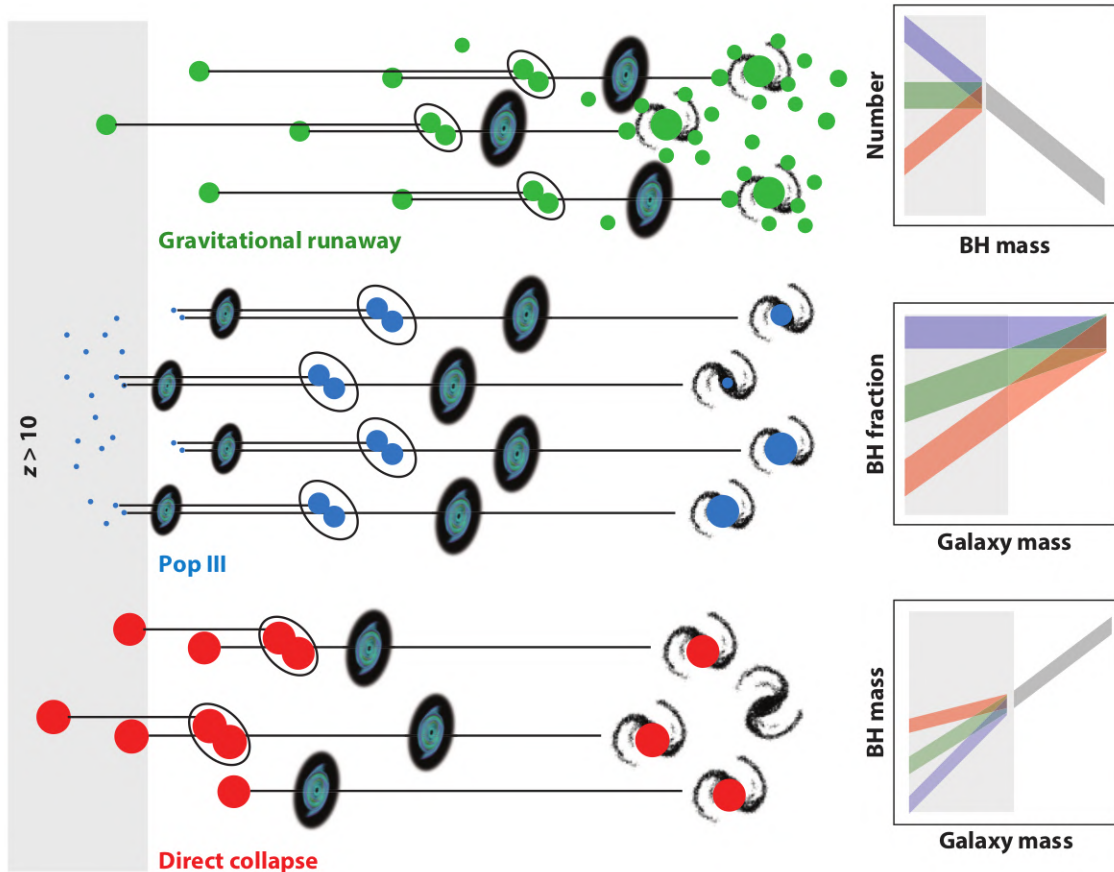 z > 10
Gravitational runaway
Pop III
Direct collapse
Number
BH mass
BH fraction
Galaxy mass
BH mass
Galaxy mass